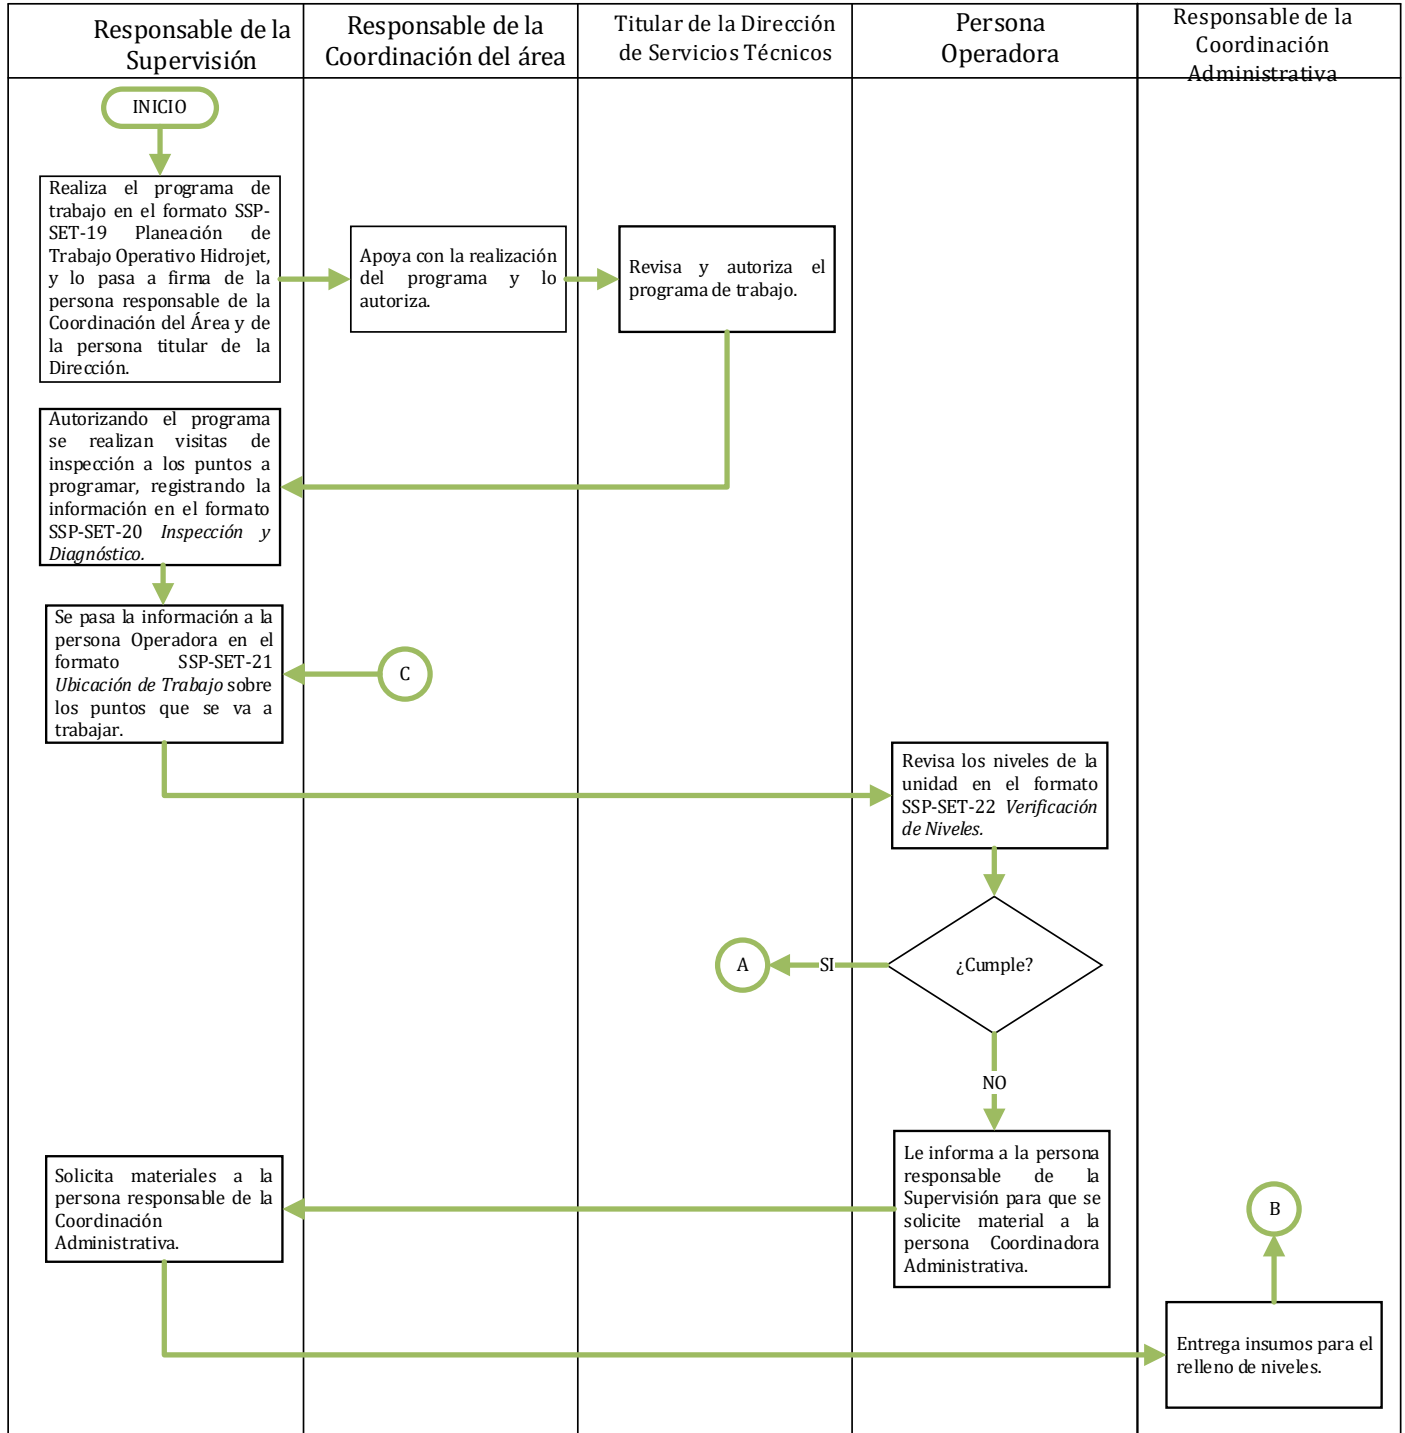 Responsable de la
Supervisión
Responsable de la
Coordinación del área
Titular de la Dirección
de Servicios Técnicos
Persona
Operadora
Responsable de la
Coordinación
Administrativa
INICIO
Realiza el programa de
trabajo en el formato SSP-
SET-19 Planeación de
Trabajo Operativo Hidrojet,
y lo pasa a firma de la
persona responsable de la
Coordinación del Área y de
la persona titular de la
Dirección.
Apoya con la realización
del programa y lo
autoriza.
Revisa y autoriza el
programa de trabajo.
Autorizando el programa
se realizan visitas de
inspección a los puntos a
programar, registrando la
información en el formato
SSP-SET-20 Inspección y
Diagnóstico.
Se pasa la información a la
persona Operadora en el
formato SSP-SET-21
Ubicación de Trabajo sobre
los puntos que se va a
trabajar.
C
Revisa los niveles de la
unidad en el formato
SSP-SET-22 Verificación
de Niveles.
¿Cumple?
SI
A
NO
Le informa a la persona
responsable de la
Supervisión para que se
solicite material a la
persona Coordinadora
Administrativa.
Solicita materiales a la
persona responsable de la
Coordinación
Administrativa.
B
Entrega insumos para el
relleno de niveles.